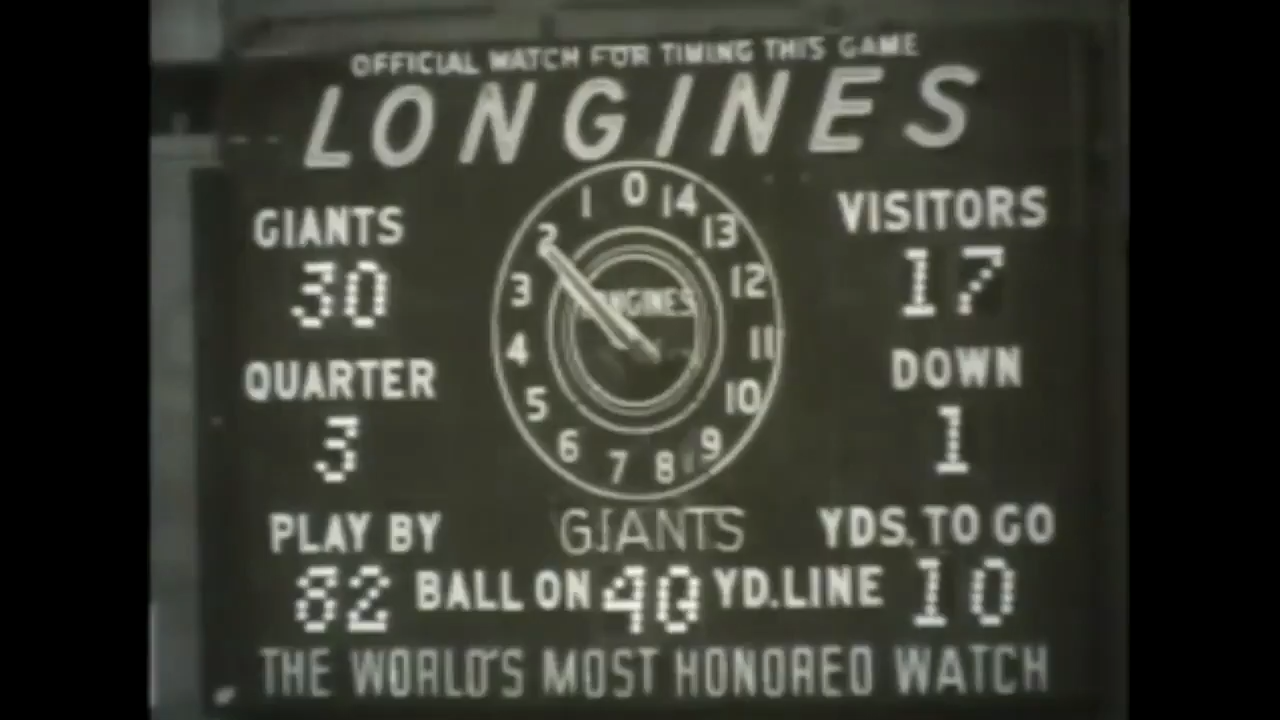 OFFICIAL WATCH FOR TIMING THIS GAME
LONGINES
GIANTS
30
VISITORS
17
0
1
2
3
4
5
6
7
8
9
10
11
12
13
14
LONGINES
QUARTER
3
DOWN
1
GIANTS
PLAY BY
82
BALL ON 40 YD.LINE
YDS. TO GO
10
THE WORLD'S MOST HONORED WATCH